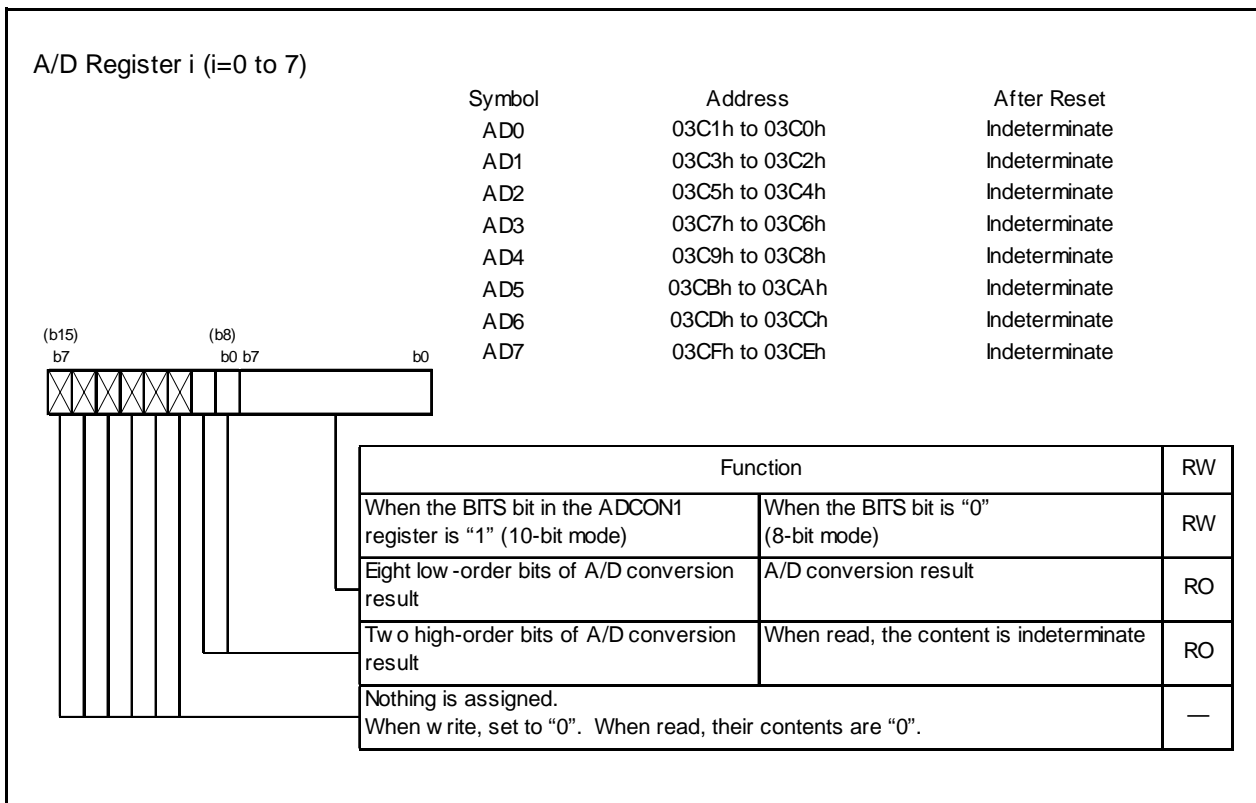 A/D Register i (i=0 to 7)
Symbol Address After Reset
AD0 03C1h to 03C0h Indeterminate
AD1 03C3h to 03C2h Indeterminate
AD2 03C5h to 03C4h Indeterminate
AD3 03C7h to 03C6h Indeterminate
AD4 03C9h to 03C8h Indeterminate
AD5 03CBh to 03CAh Indeterminate
AD6 03CDh to 03CCh Indeterminate
AD7 03CFh to 03CEh Indeterminate
(b15) (b8)
b7 b0 b7 b0
Function RW
When the BITS bit in the ADCON1 register is “1” (10-bit mode)
When the BITS bit is “0” (8-bit mode)
RW
Eight low-order bits of A/D conversion result
A/D conversion result
RO
Two high-order bits of A/D conversion result
When read, the content is indeterminate
RO
Nothing is assigned.
When write, set to “0”. When read, their contents are “0”.
—